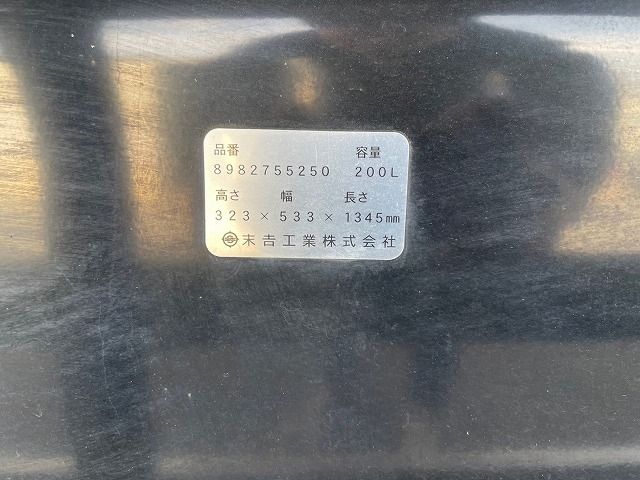 品番 容量
8982755250 200L
高さ 幅 長さ
323 × 533 × 1345mm
末吉工業株式会社